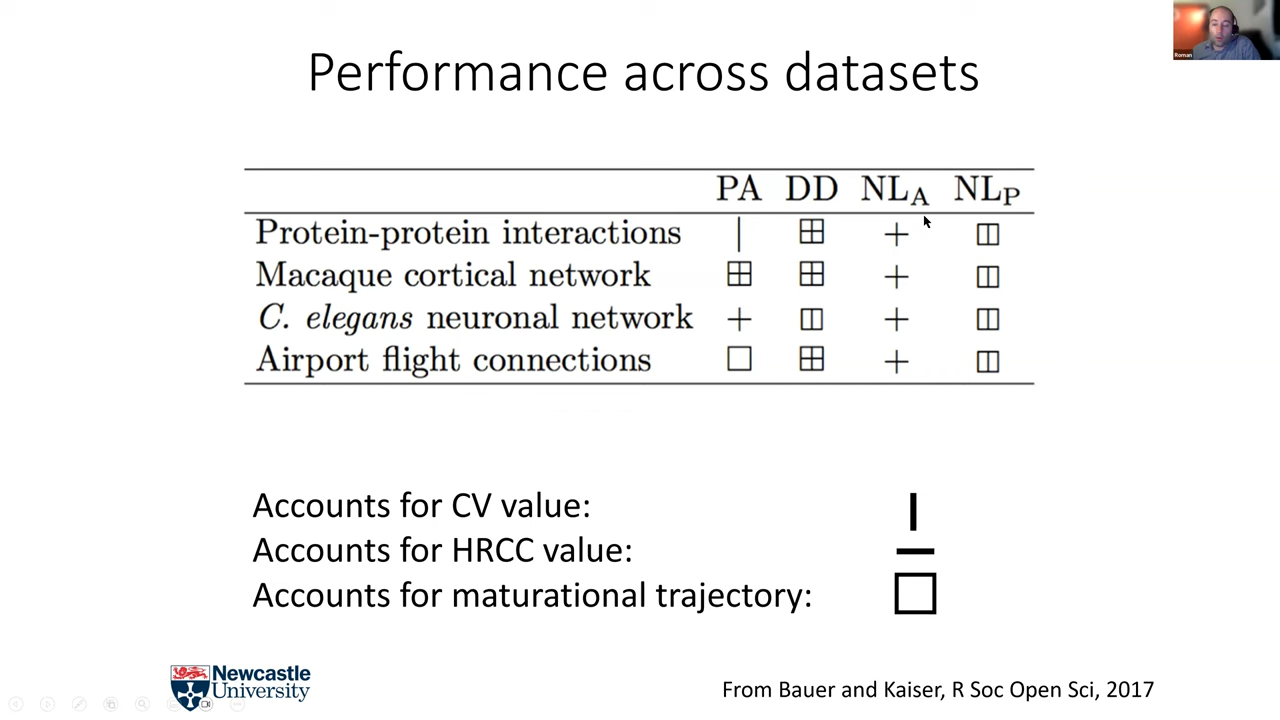 Roman
Performance across datasets
PA DD NLA NLP
Protein-protein interactions | ⊞ + ◫
Macaque cortical network ⊞ ⊞ + ◫
C. elegans neuronal network + ◫ + ◫
Airport flight connections □ ⊞ + ◫
Accounts for CV value: |
Accounts for HRCC value: —
Accounts for maturational trajectory: □
Newcastle
University
From Bauer and Kaiser, R Soc Open Sci, 2017